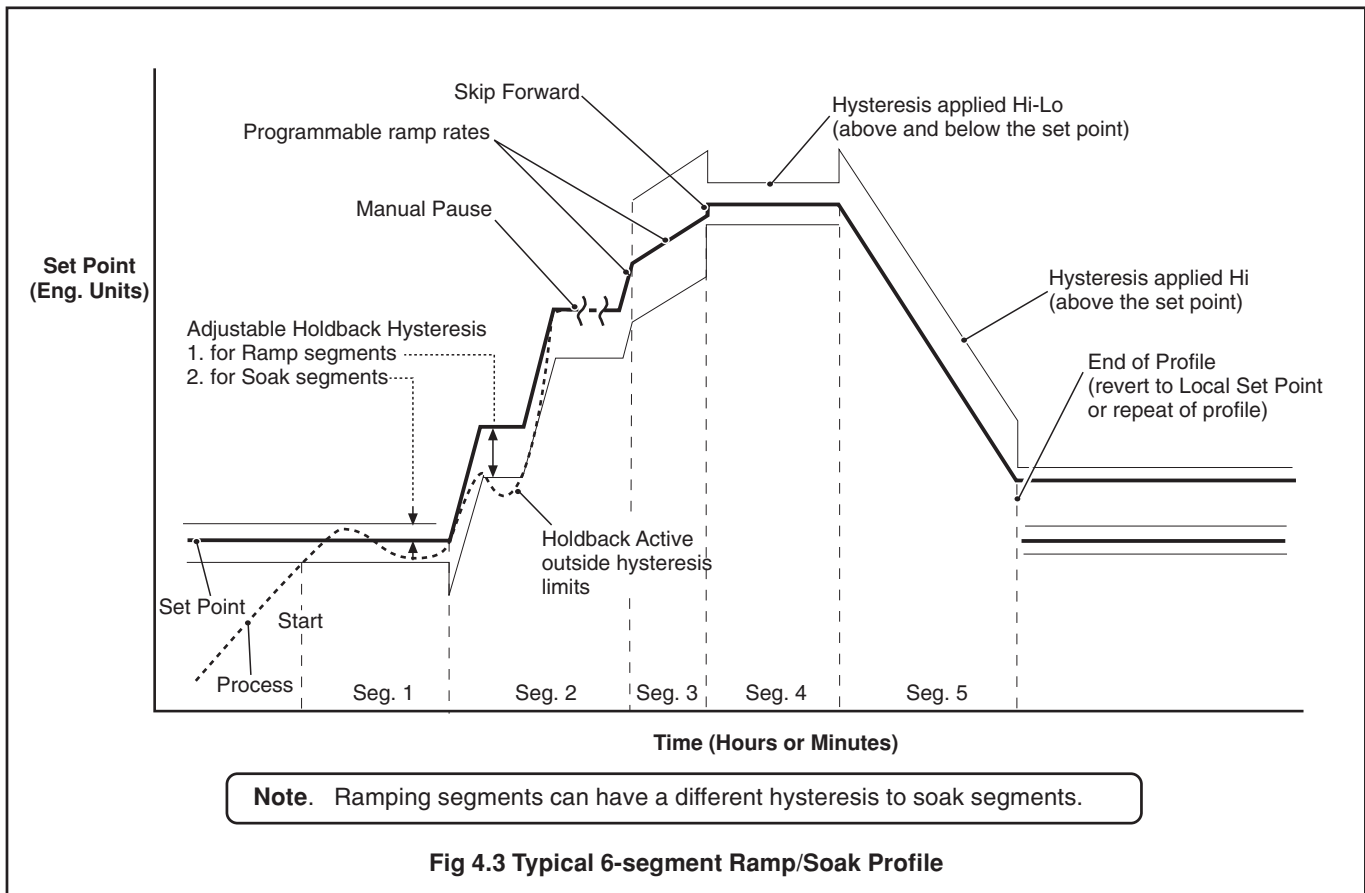 Skip Forward
Programmable ramp rates
Manual Pause
Hysteresis applied Hi-Lo
(above and below the set point)
Set Point
(Eng. Units)
Adjustable Holdback Hysteresis
1. for Ramp segments
2. for Soak segments
Hysteresis applied Hi
(above the set point)
End of Profile
(revert to Local Set Point
or repeat of profile)
Holdback Active
outside hysteresis
limits
Set Point
Start
Process
Seg. 1
Seg. 2
Seg. 3
Seg. 4
Seg. 5
Time (Hours or Minutes)
Note. Ramping segments can have a different hysteresis to soak segments.
Fig 4.3 Typical 6-segment Ramp/Soak Profile